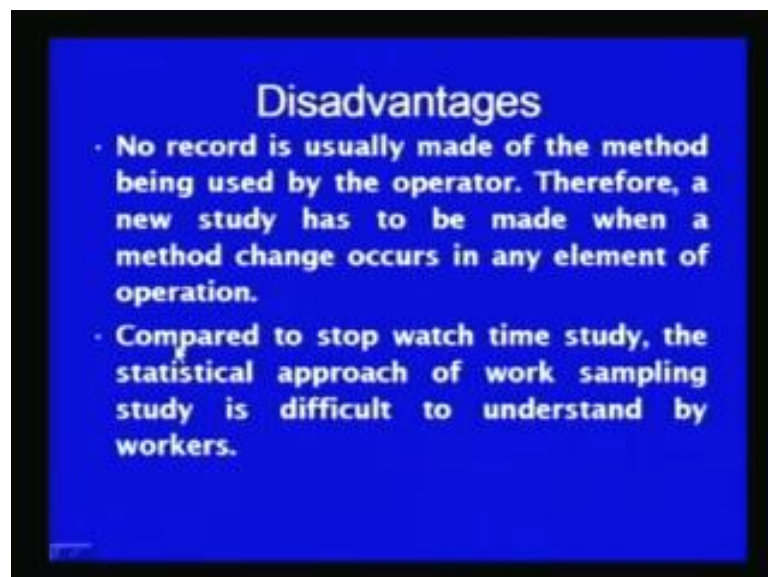 Disadvantages
• No record is usually made of the method
being used by the operator. Therefore, a
new study has to be made when a
method change occurs in any element of
operation.
• Compared to stop watch time study, the
statistical approach of work sampling
study is difficult to understand by
workers.